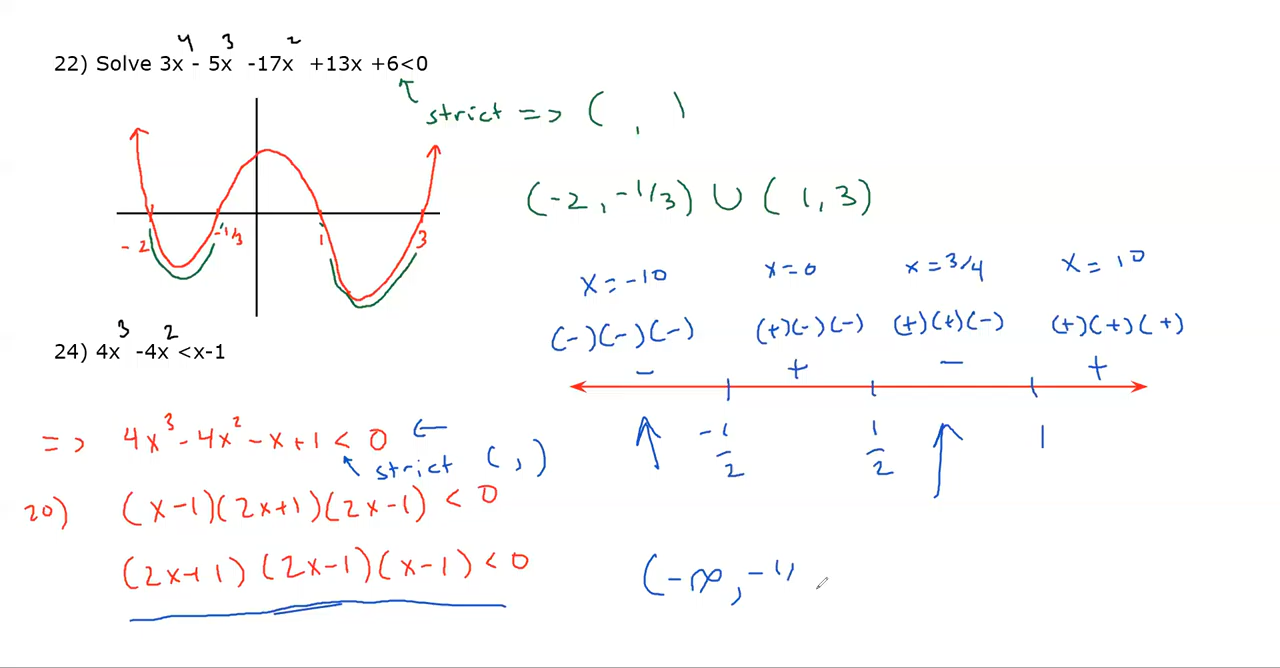 22) Solve 3x⁴ - 5x³ -17x² +13x +6<0
strict => ( , )
(-2, -1/3) ∪ (1, 3)
-2 -1/3 1 3
x = -10 x = 0 x = 3/4 x = 10
(-)(-)(-) (+)(-)(-) (+)(+)(-) (+)(+)(+)
- + - +
-1/2 1/2 1
24) 4x³ -4x² <x-1
=> 4x³ - 4x² - x + 1 < 0 ←
strict ( , )
20) (x-1)(2x+1)(2x-1) < 0
(2x+1)(2x-1)(x-1) < 0
(-∞, -1/